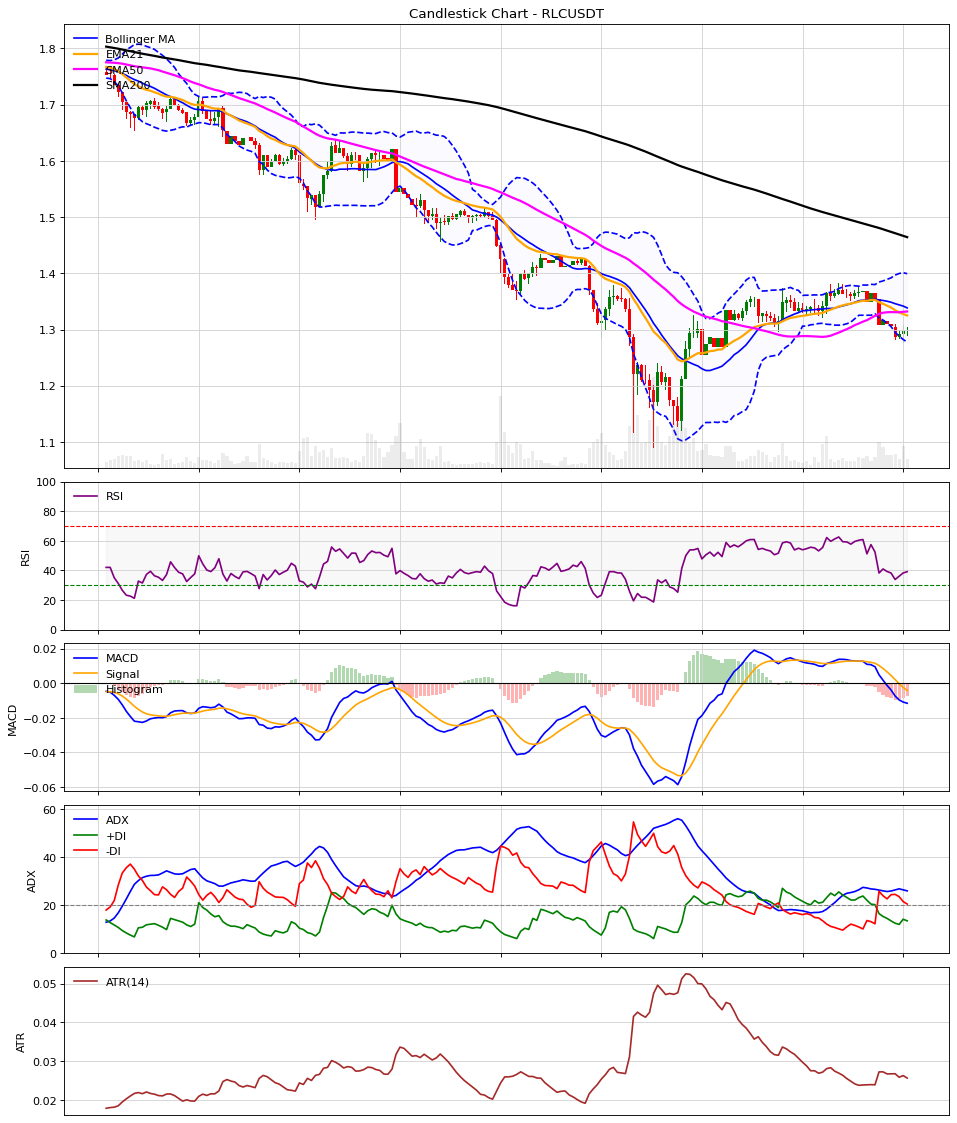 Candlestick Chart - RLCUSDT
Bollinger MA
EMA21
SMA50
SMA200
1.8
1.7
1.6
1.5
1.4
1.3
1.2
1.1
RSI
100
80
60
40
20
0
RSI
MACD
Signal
Histogram
0.02
0.00
−0.02
−0.04
−0.06
MACD
ADX
+DI
-DI
60
40
20
0
ADX
ATR(14)
0.05
0.04
0.03
0.02
ATR